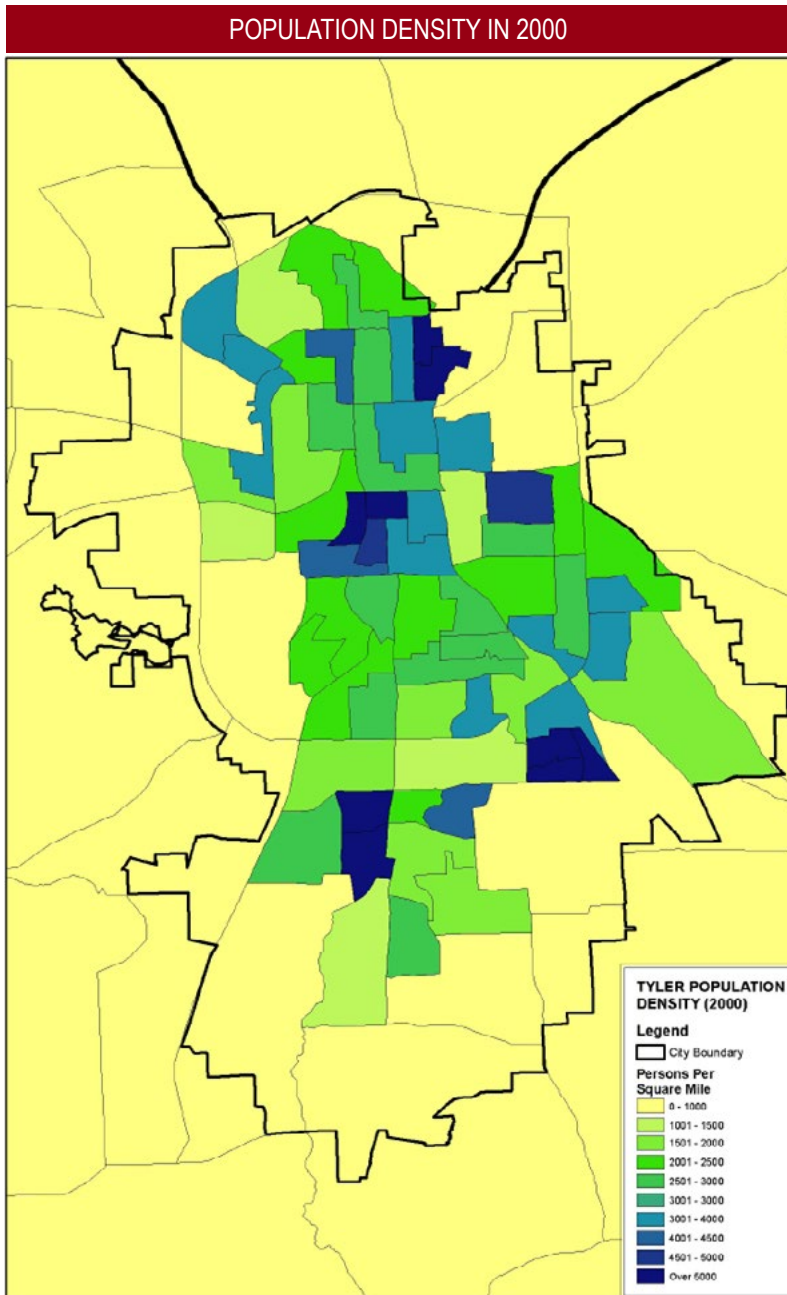 POPULATION DENSITY IN 2000
TYLER POPULATION
DENSITY (2000)
Legend
City Boundary
Persons Per
Square Mile
0 - 1000
1001 - 1500
1501 - 2000
2001 - 2500
2501 - 3000
3001 - 3000
3001 - 4000
4001 - 4500
4501 - 5000
Over 5000